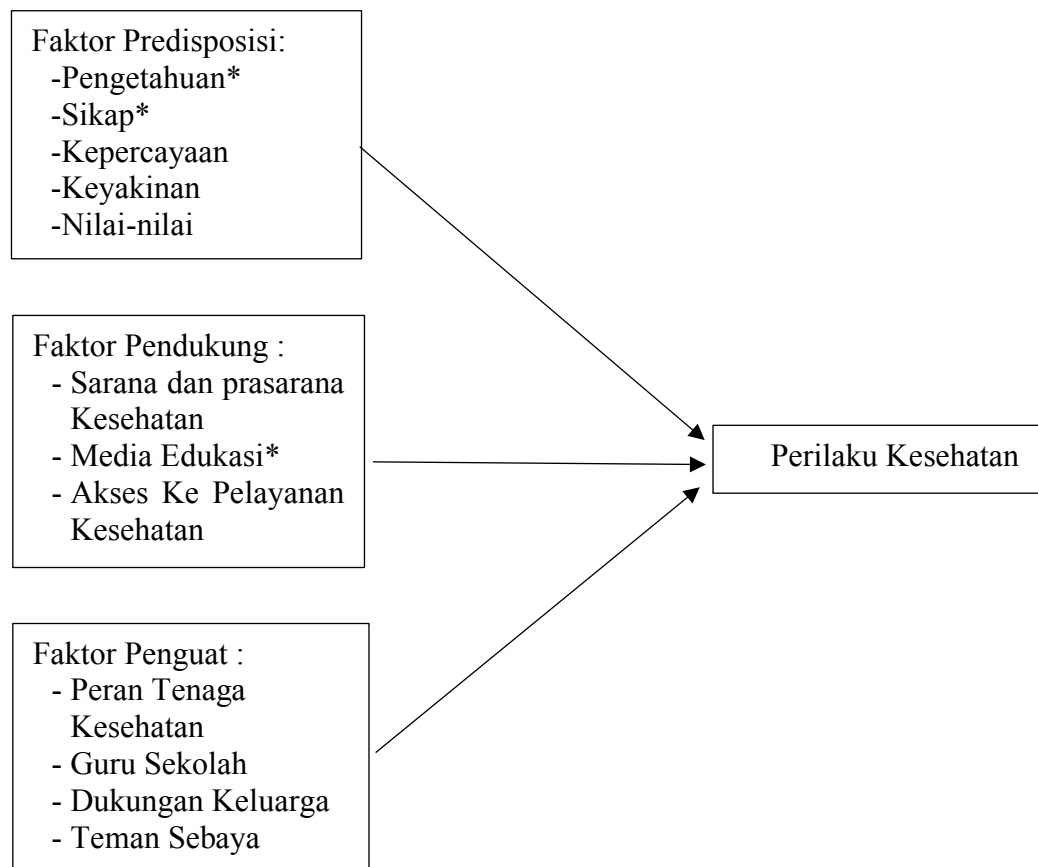 Faktor Predisposisi:
-Pengetahuan*
-Sikap*
-Kepercayaan
-Keyakinan
-Nilai-nilai
Faktor Pendukung :
- Sarana dan prasarana
Kesehatan
- Media Edukasi*
- Akses Ke Pelayanan
Kesehatan
Perilaku Kesehatan
Faktor Penguat :
- Peran Tenaga
Kesehatan
- Guru Sekolah
- Dukungan Keluarga
- Teman Sebaya